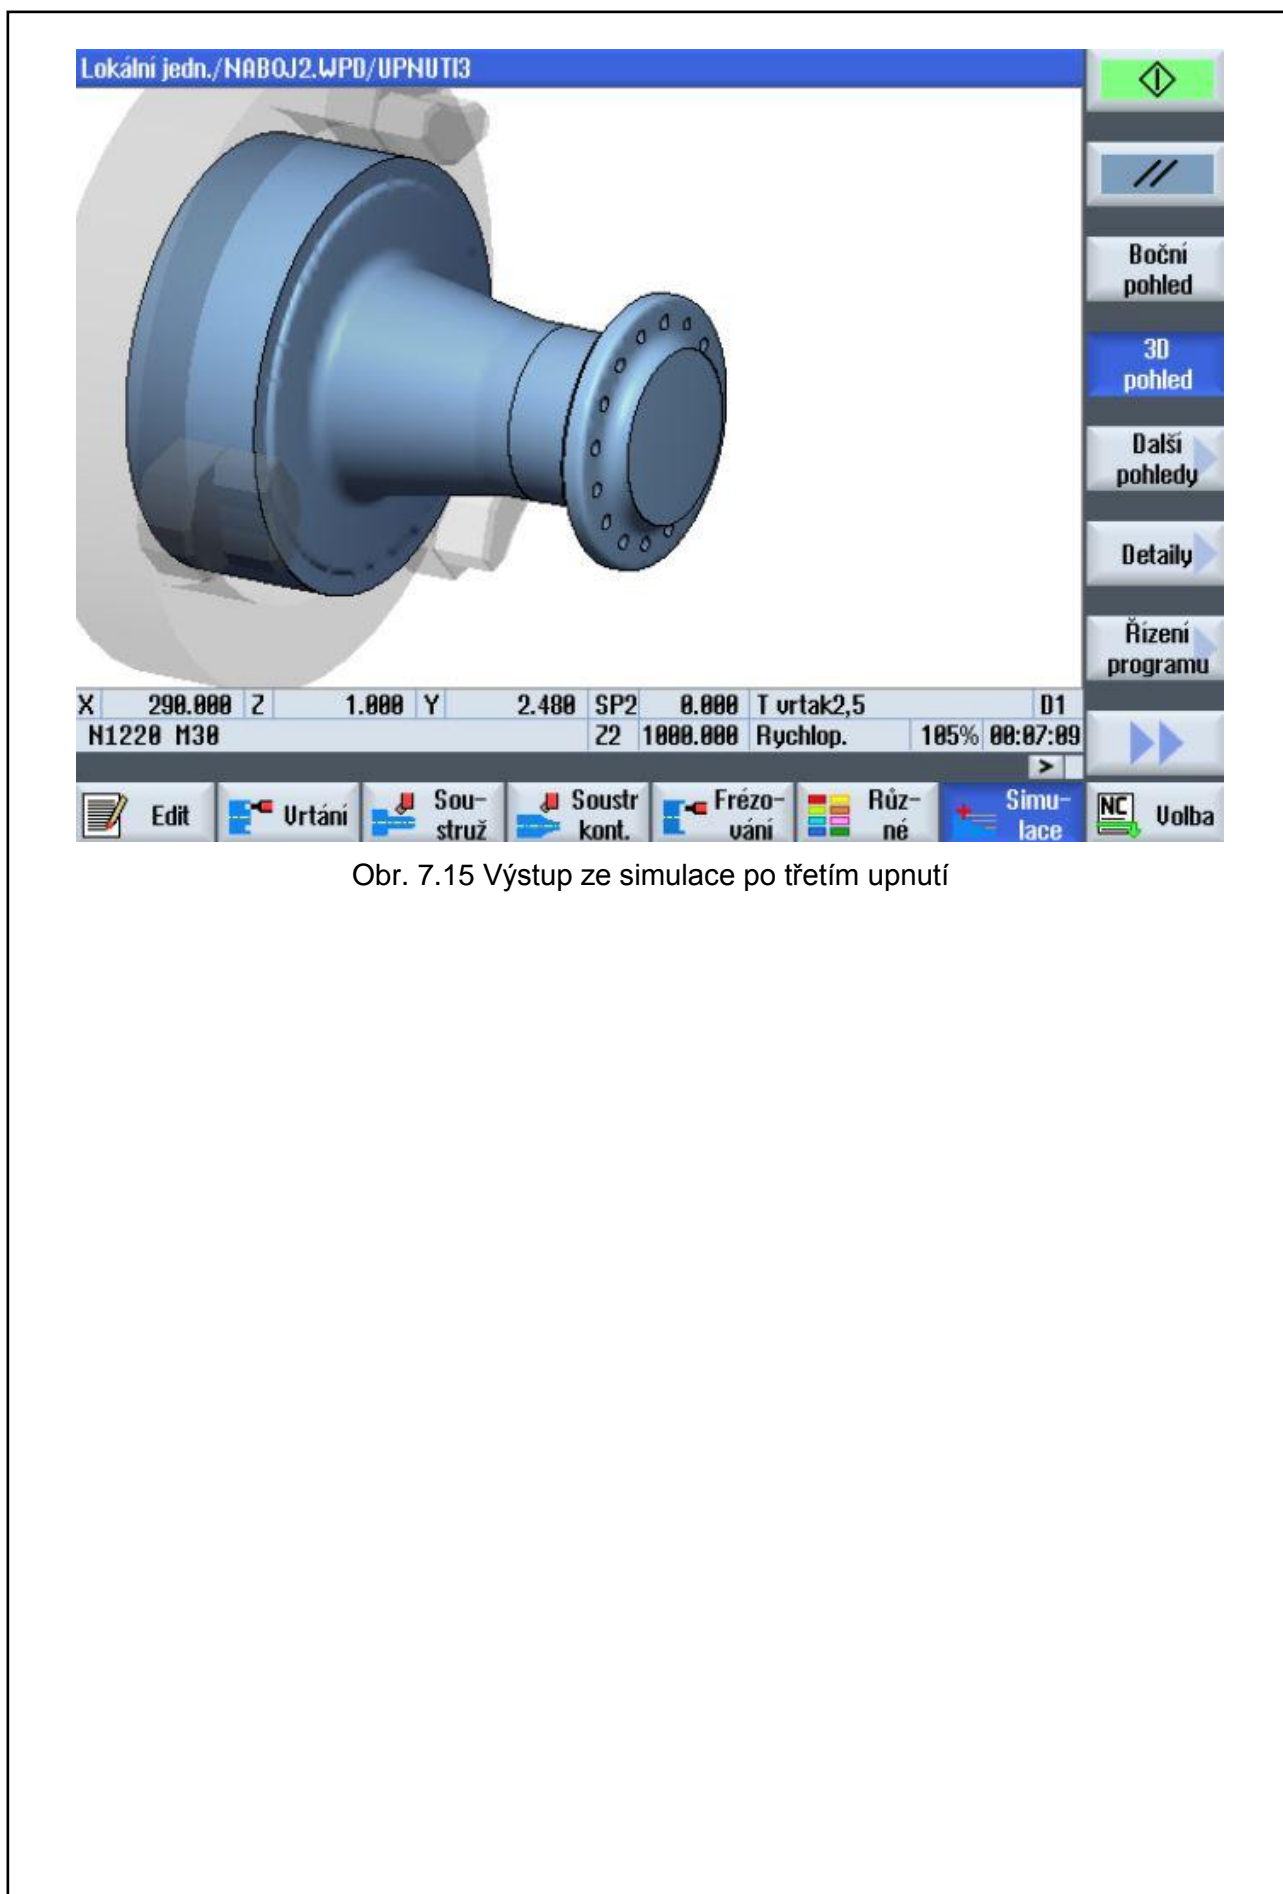 Lokální jedn./NABOJ2.WPD/UPNUTI3
Boční
pohled
3D
pohled
Další
pohledy
Detaily
Řízení
programu
X 290.000 Z 1.000 Y 2.480 SP2 0.000 T vrtak2,5 D1
N1220 M30 Z2 1000.000 Rychlop. 105% 00:07:09
>
Edit
Vrtání
Sou-
struž
Soustr
kont.
Frézo-
vání
Růz-
né
Simu-
lace
NC Volba
Obr. 7.15 Výstup ze simulace po třetím upnutí